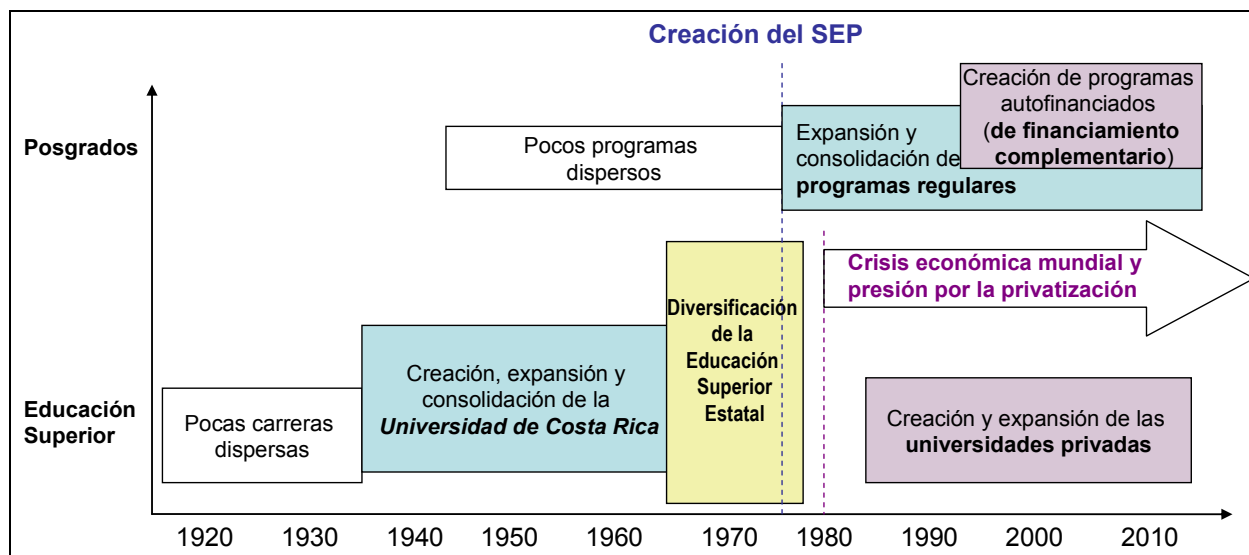 Creación del SEP
Posgrados
Pocos programas
dispersos
Expansión y
consolidación de
programas regulares
Creación de programas
autofinanciados
(de financiamiento
complementario)
Crisis económica mundial y
presión por la privatización
Educación
Superior
Pocas carreras
dispersas
Creación, expansión y
consolidación de la
Universidad de Costa Rica
Diversificación
de la
Educación
Superior
Estatal
Creación y expansión de las
universidades privadas
1920 1930 1940 1950 1960 1970 1980 1990 2000 2010